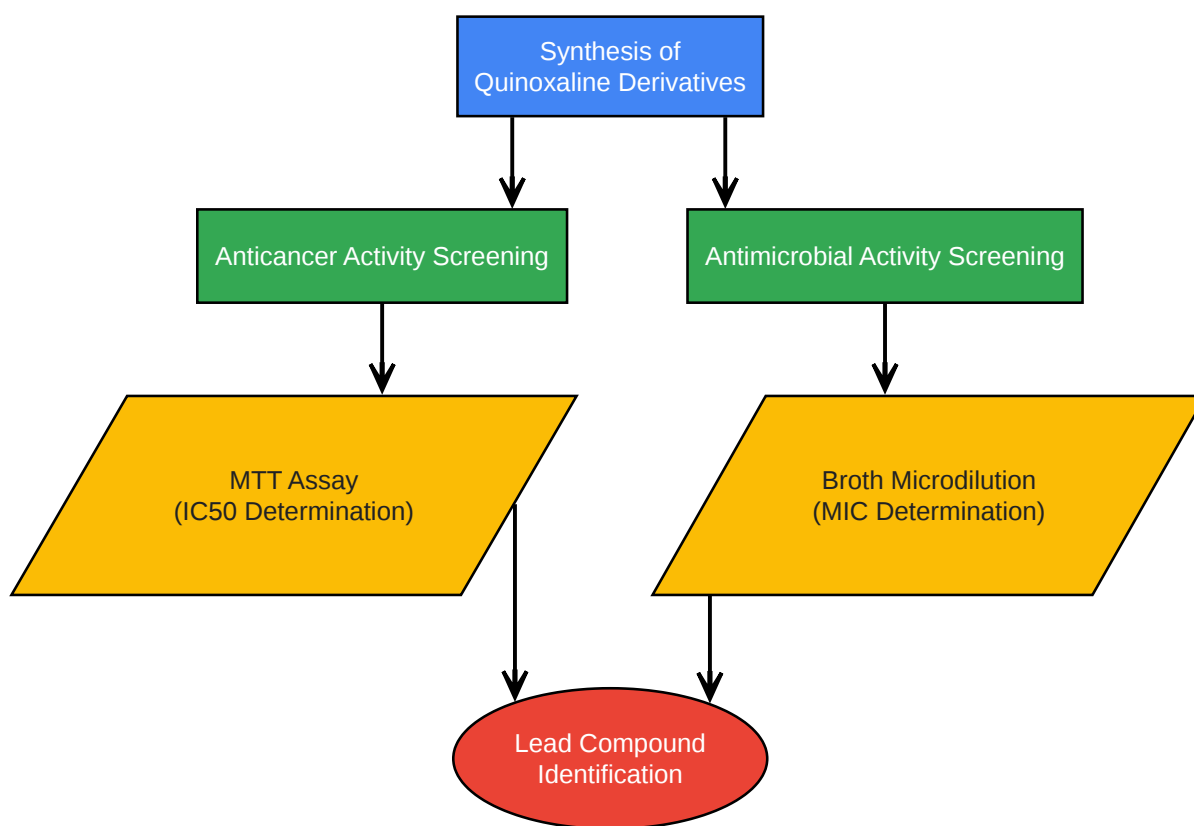 Synthesis of
Quinoxaline Derivatives
Anticancer Activity Screening
Antimicrobial Activity Screening
MTT Assay
(IC50 Determination)
Broth Microdilution
(MIC Determination)
Lead Compound
Identification